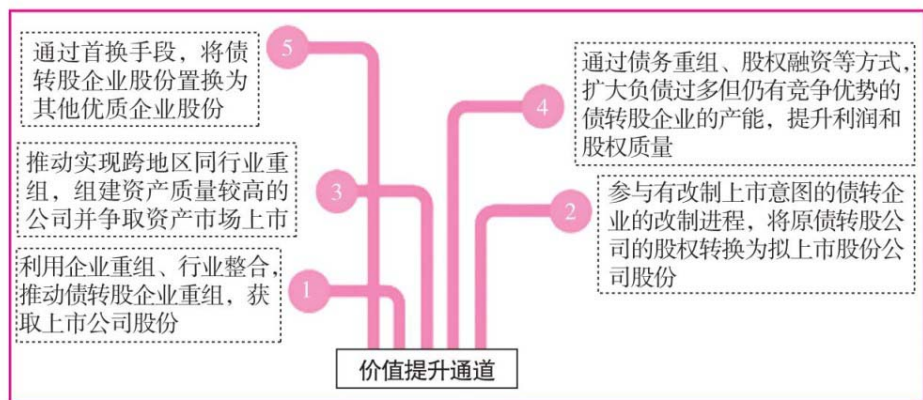 5
通过首换手段，将债
转股企业股份置换为
其他优质企业股份
4
通过债务重组、股权融资等方式，
扩大负债过多但仍有竞争优势的
债转股企业的产能，提升利润和
股权质量
3
推动实现跨地区同行业重
组，组建资产质量较高的
公司并争取资产市场上市
2
参与有改制上市意图的债转企
业的改制进程，将原债转股公
司的股权转换为拟上市股份公
司股份
1
利用企业重组、行业整合，
推动债转股企业重组，获
取上市公司股份
价值提升通道